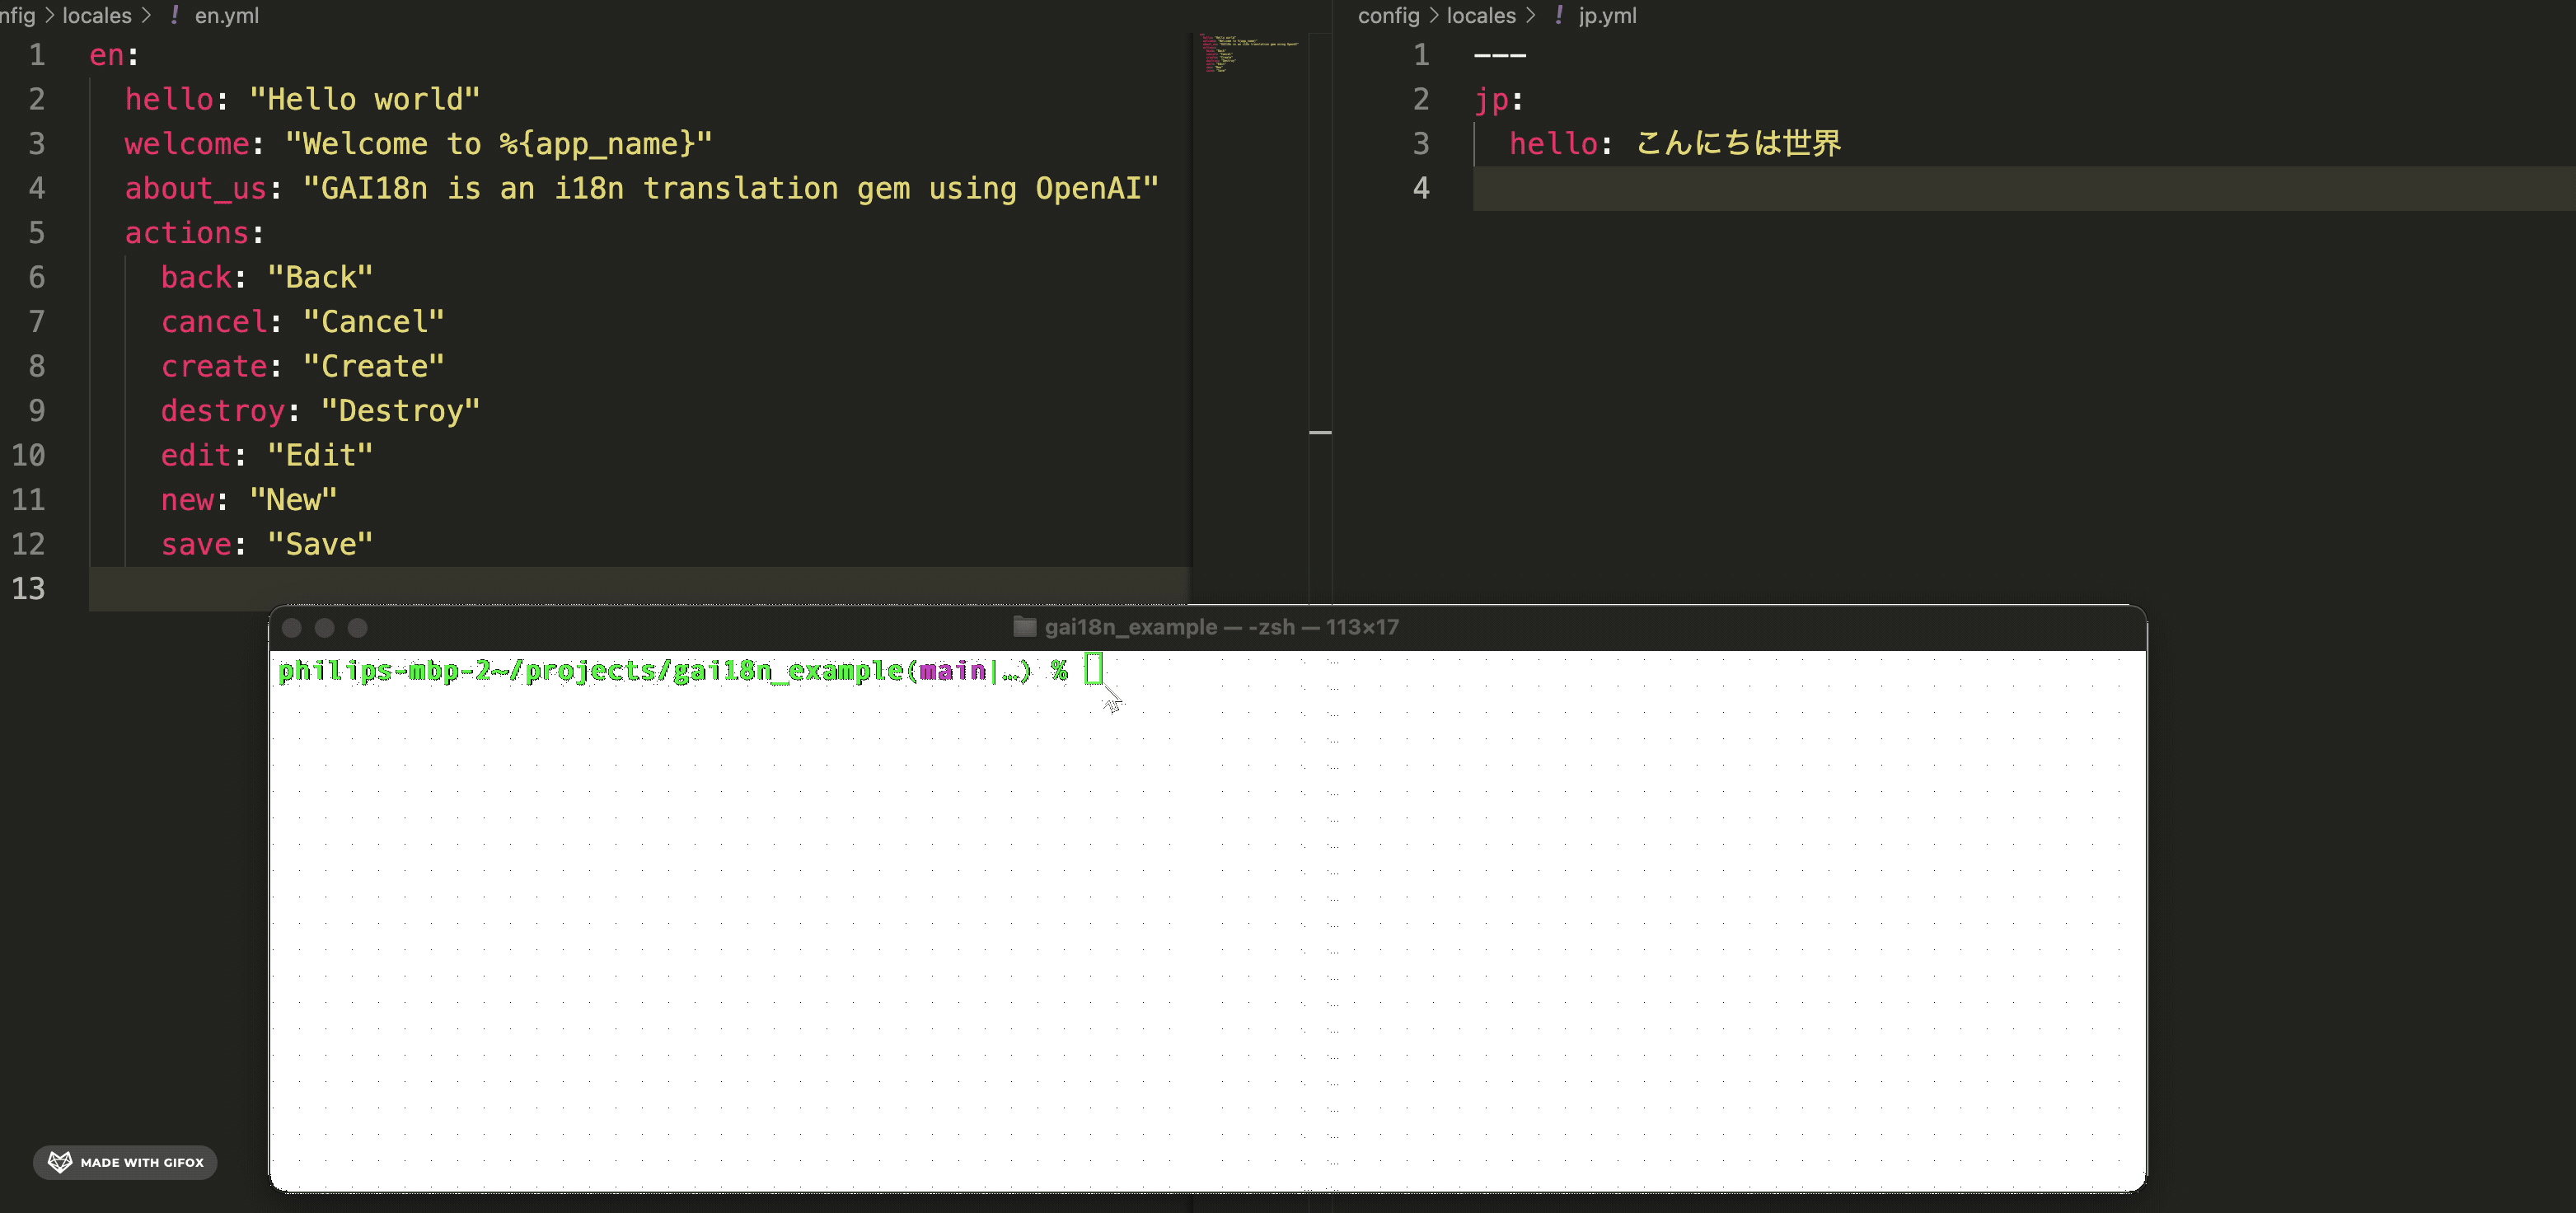 nfig > locales > ! en.yml
1 en:
2 hello: "Hello world"
3 welcome: "Welcome to %{app_name}"
4 about_us: "GAI18n is an i18n translation gem using OpenAI"
5 actions:
6 back: "Back"
7 cancel: "Cancel"
8 create: "Create"
9 destroy: "Destroy"
10 edit: "Edit"
11 new: "New"
12 save: "Save"
13
config > locales > ! jp.yml
1 ---
2 jp:
3 hello: こんにちは世界
4
gai18n_example — -zsh — 113×17
philips-mbp-2~/projects/gai18n_example(main|…) %
MADE WITH GIFOX